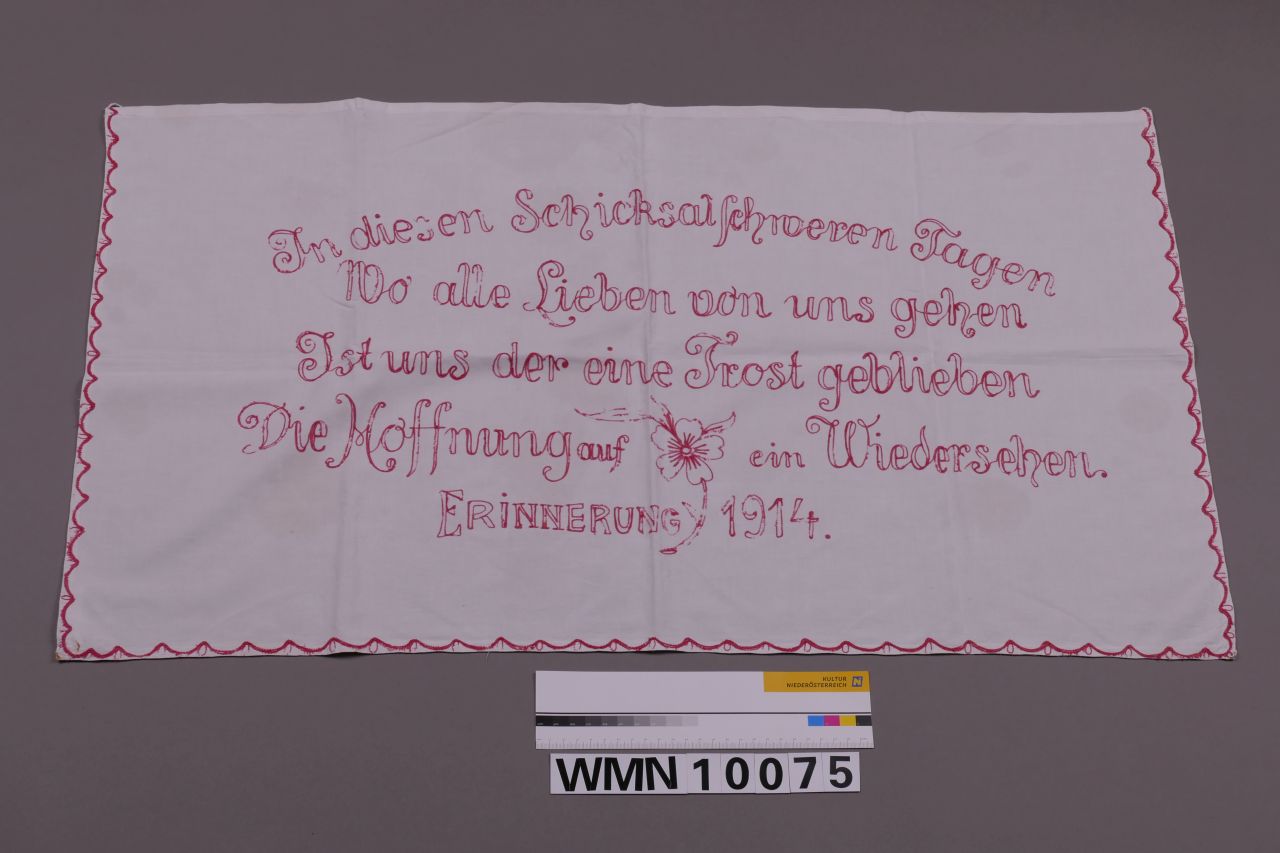 In diesen Schicksalschweren Tagen
Wo alle Lieben von uns gehen
Ist uns der eine Trost geblieben
Die Hoffnung auf ein Wiedersehen.
ERiNNERUNG 1914.
KULTUR
NIEDERÖSTERREICH
WMN 10075